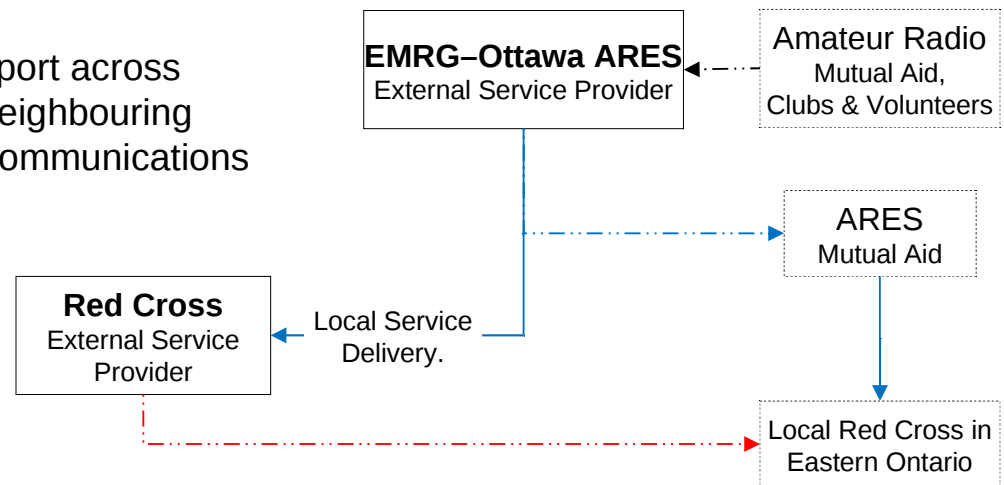 port across
eighbouring
ommunications
EMRG–Ottawa ARES
External Service Provider
Amateur Radio
Mutual Aid,
Clubs & Volunteers
ARES
Mutual Aid
Red Cross
External Service
Provider
Local Service
Delivery.
Local Red Cross in
Eastern Ontario